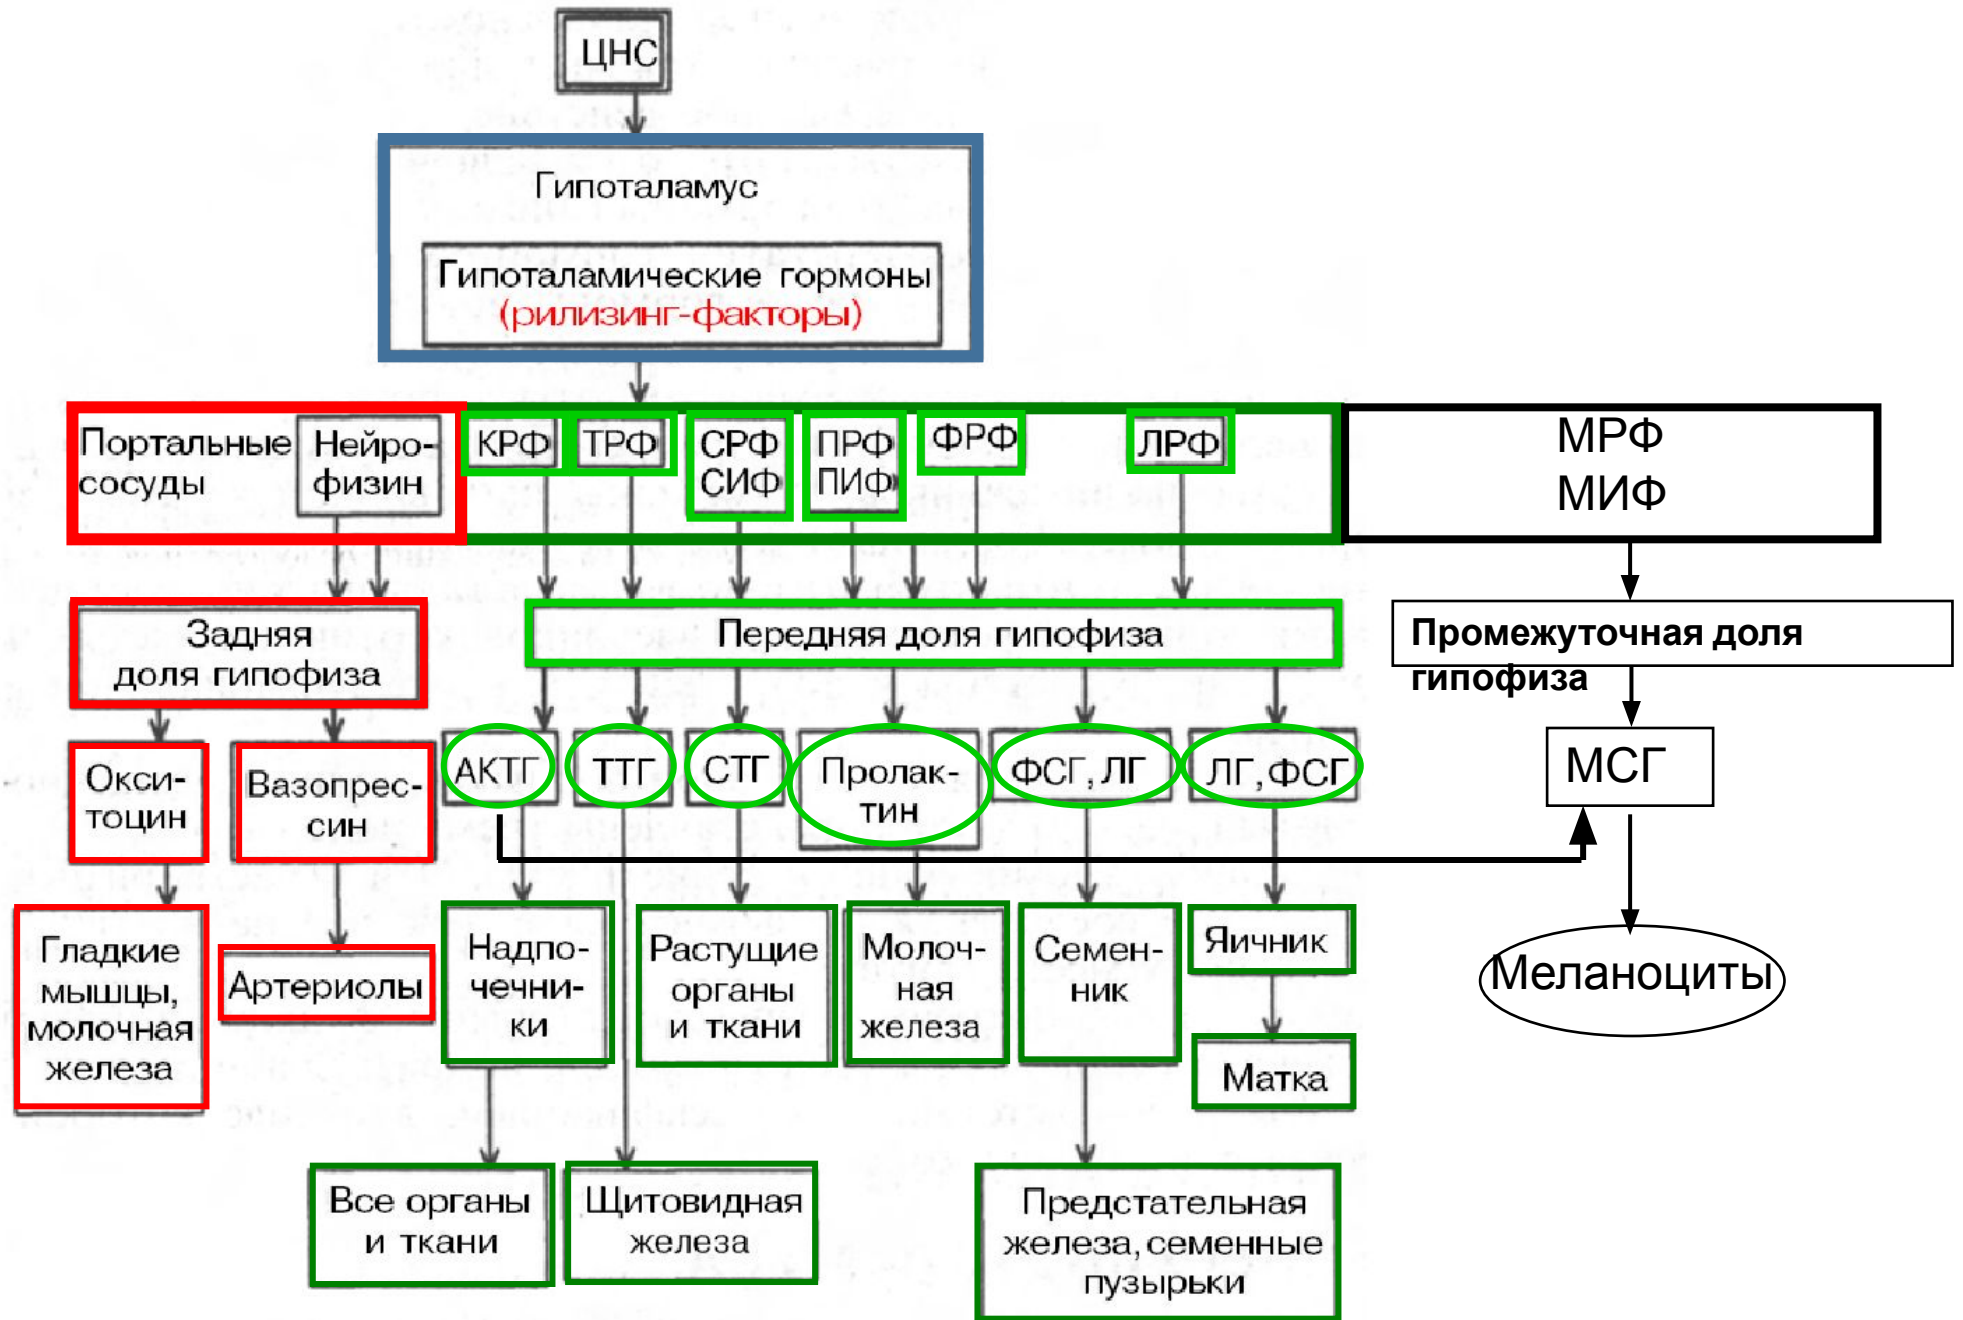 ЦНС
Гипоталамус
Гипоталамические гормоны
(рилизинг-факторы)
Портальные
сосуды
Нейро-
физин
КРФ
ТРФ
СРФ
СИФ
ПРФ
ПИФ
ФРФ
ЛРФ
МРФ
МИФ
Задняя
доля гипофиза
Передняя доля гипофиза
Промежуточная доля
гипофиза
Окси-
тоцин
Вазопрес-
син
АКТГ
ТТГ
СТГ
Пролак-
тин
ФСГ, ЛГ
ЛГ, ФСГ
МСГ
Гладкие
мышцы,
молочная
железа
Артериолы
Надпо-
чечни-
ки
Растущие
органы
и ткани
Молоч-
ная
железа
Семен-
ник
Яичник
Матка
Меланоциты
Все органы
и ткани
Щитовидная
железа
Предстательная
железа, семенные
пузырьки